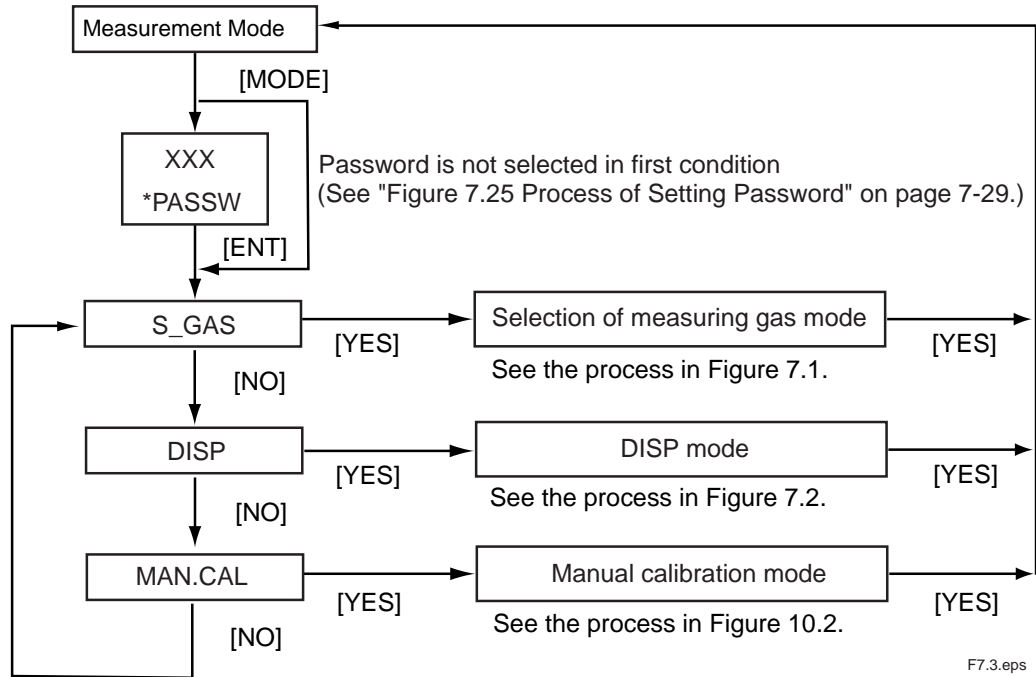 Measurement Mode
[MODE]
XXX
*PASSW
Password is not selected in first condition
(See "Figure 7.25 Process of Setting Password" on page 7-29.)
[ENT]
S_GAS
[YES]
Selection of measuring gas mode
[YES]
See the process in Figure 7.1.
[NO]
DISP
[YES]
DISP mode
[YES]
See the process in Figure 7.2.
[NO]
MAN.CAL
[YES]
Manual calibration mode
[YES]
See the process in Figure 10.2.
[NO]
F7.3.eps